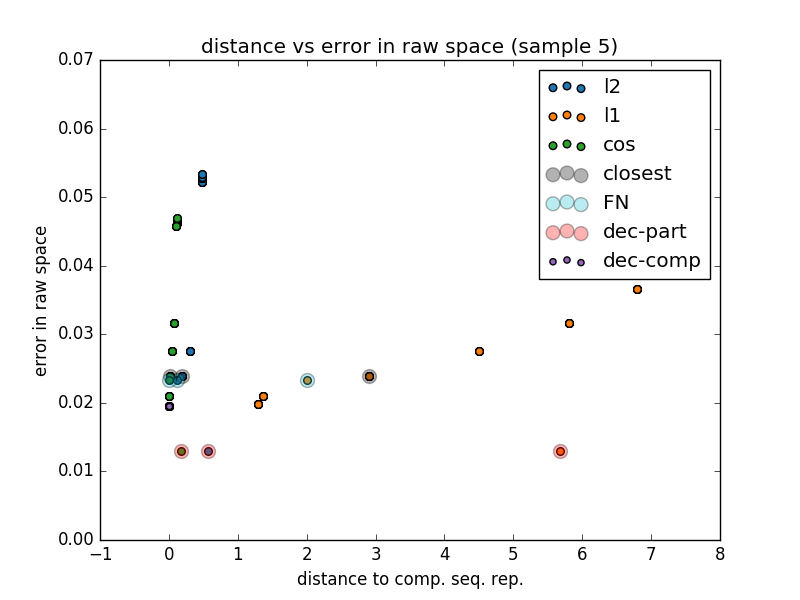 distance vs error in raw space (sample 5)
0.07
0.06
0.05
0.04
0.03
0.02
0.01
0.00
error in raw space
l2
l1
cos
closest
FN
dec-part
dec-comp
−1 0 1 2 3 4 5 6 7 8
distance to comp. seq. rep.